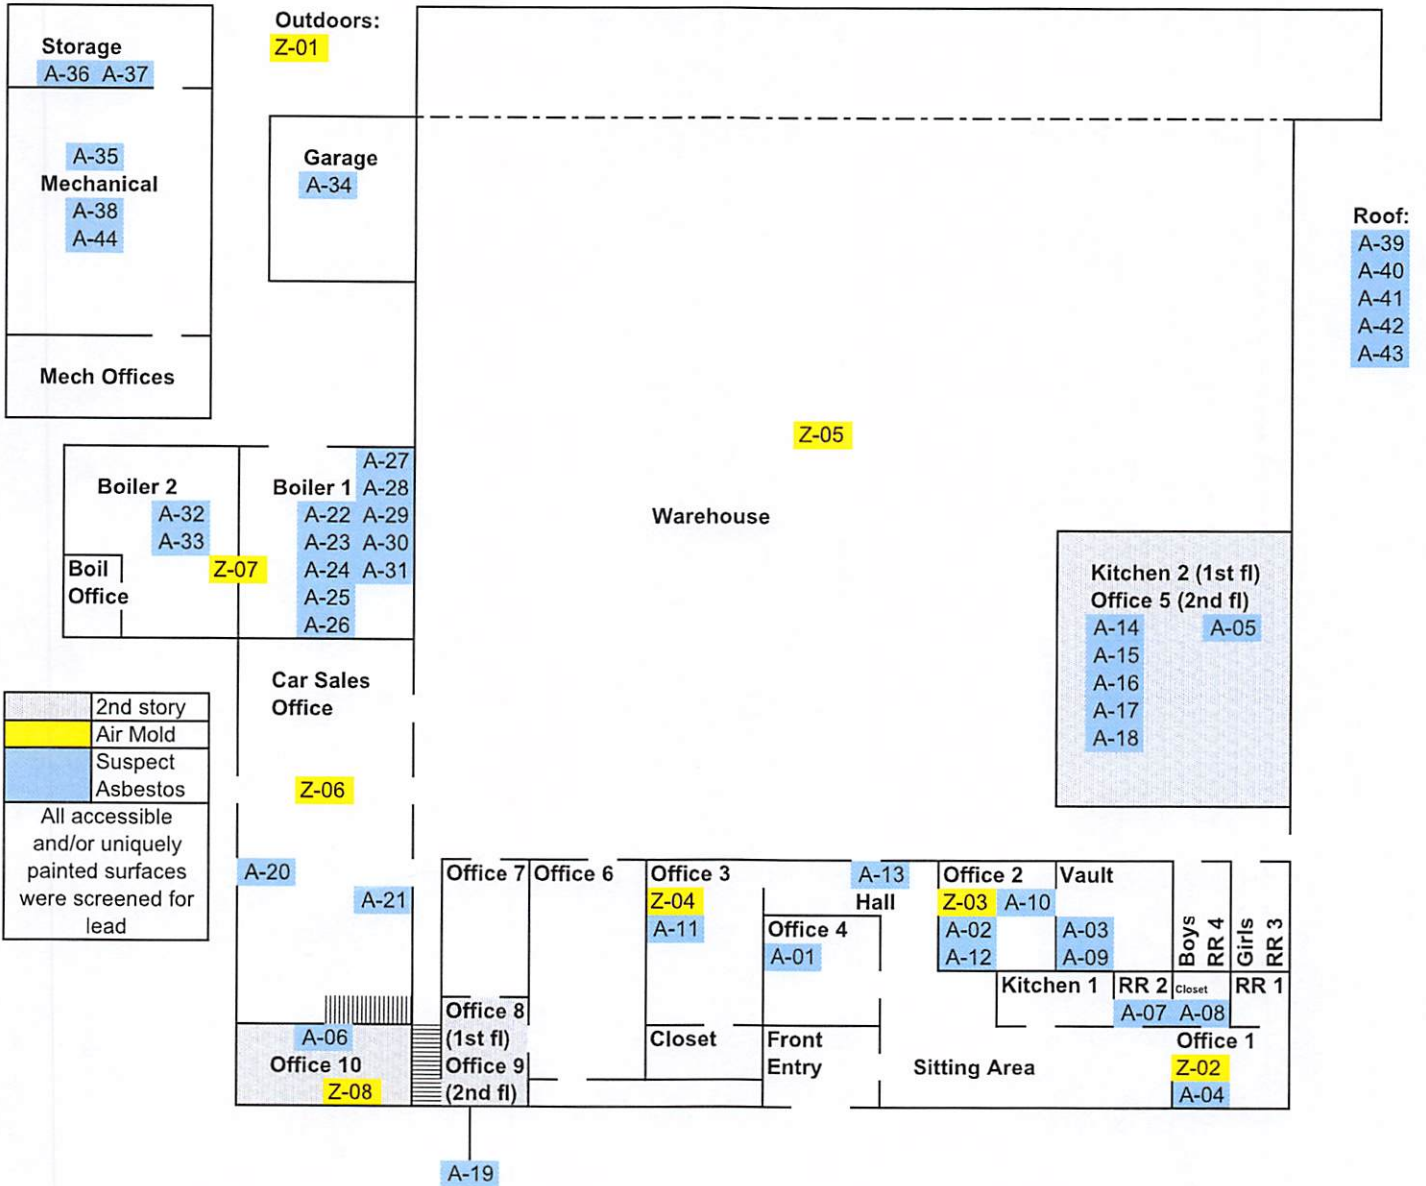 Storage
A-36 A-37
A-35
Mechanical
A-38
A-44
Mech Offices
Outdoors:
Z-01
Garage
A-34
Roof:
A-39
A-40
A-41
A-42
A-43
Z-05
Warehouse
Boiler 2
A-32
A-33
Boil
Office
Z-07
Boiler 1
A-27
A-28
A-22 A-29
A-23 A-30
A-24 A-31
A-25
A-26
Kitchen 2 (1st fl)
Office 5 (2nd fl)
A-14 A-05
A-15
A-16
A-17
A-18
Car Sales
Office
Z-06
A-20
A-21
2nd story
Air Mold
Suspect
Asbestos
All accessible
and/or uniquely
painted surfaces
were screened for
lead
A-06
Office 10
Z-08
Office 7
Office 8
(1st fl)
Office 9
(2nd fl)
A-19
Office 6
Office 3
Z-04
A-11
Closet
A-13
Hall
Office 4
A-01
Front
Entry
Office 2
Z-03 A-10
A-02
A-12
Vault
A-03
A-09
Boys
RR 4
Girls
RR 3
Kitchen 1
RR 2
Closet
RR 1
A-07 A-08
Sitting Area
Office 1
Z-02
A-04